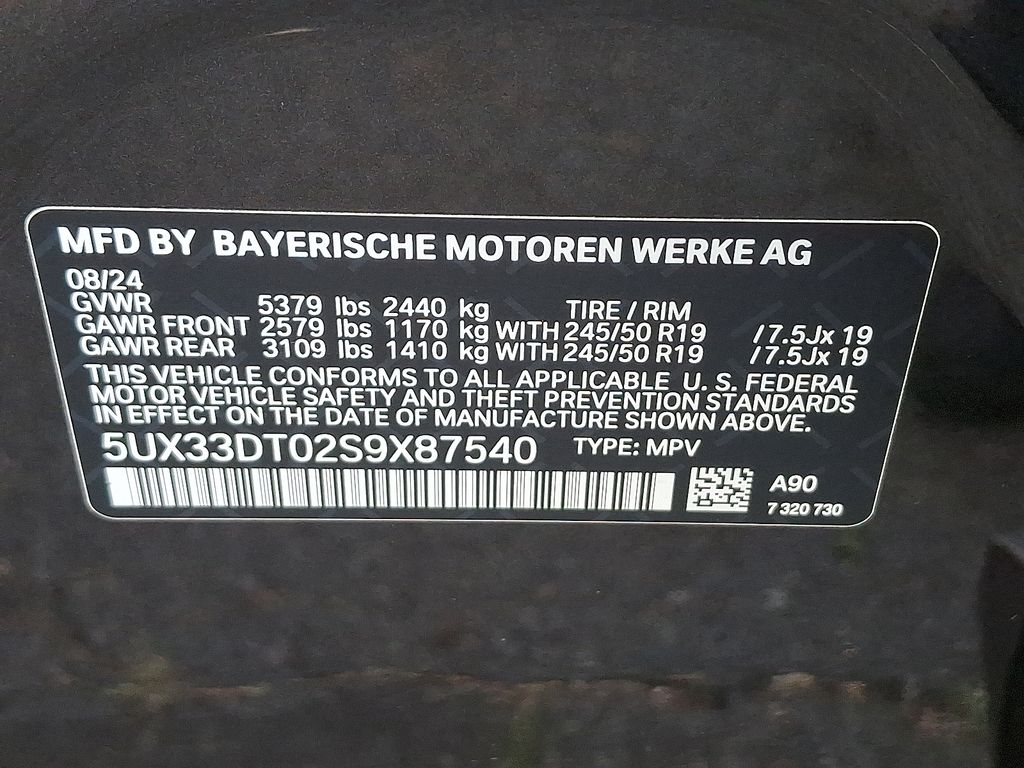 MFD BY BAYERISCHE MOTOREN WERKE AG
08/24
GVWR 5379 lbs 2440 kg TIRE / RIM
GAWR FRONT 2579 lbs 1170 kg WITH 245/50 R19 /7.5Jx 19
GAWR REAR 3109 lbs 1410 kg WITH 245/50 R19 /7.5Jx 19
THIS VEHICLE CONFORMS TO ALL APPLICABLE U. S. FEDERAL
MOTOR VEHICLE SAFETY AND THEFT PREVENTION STANDARDS
IN EFFECT ON THE DATE OF MANUFACTURE SHOWN ABOVE.
5UX33DT02S9X87540 TYPE: MPV
A90
7 320 730